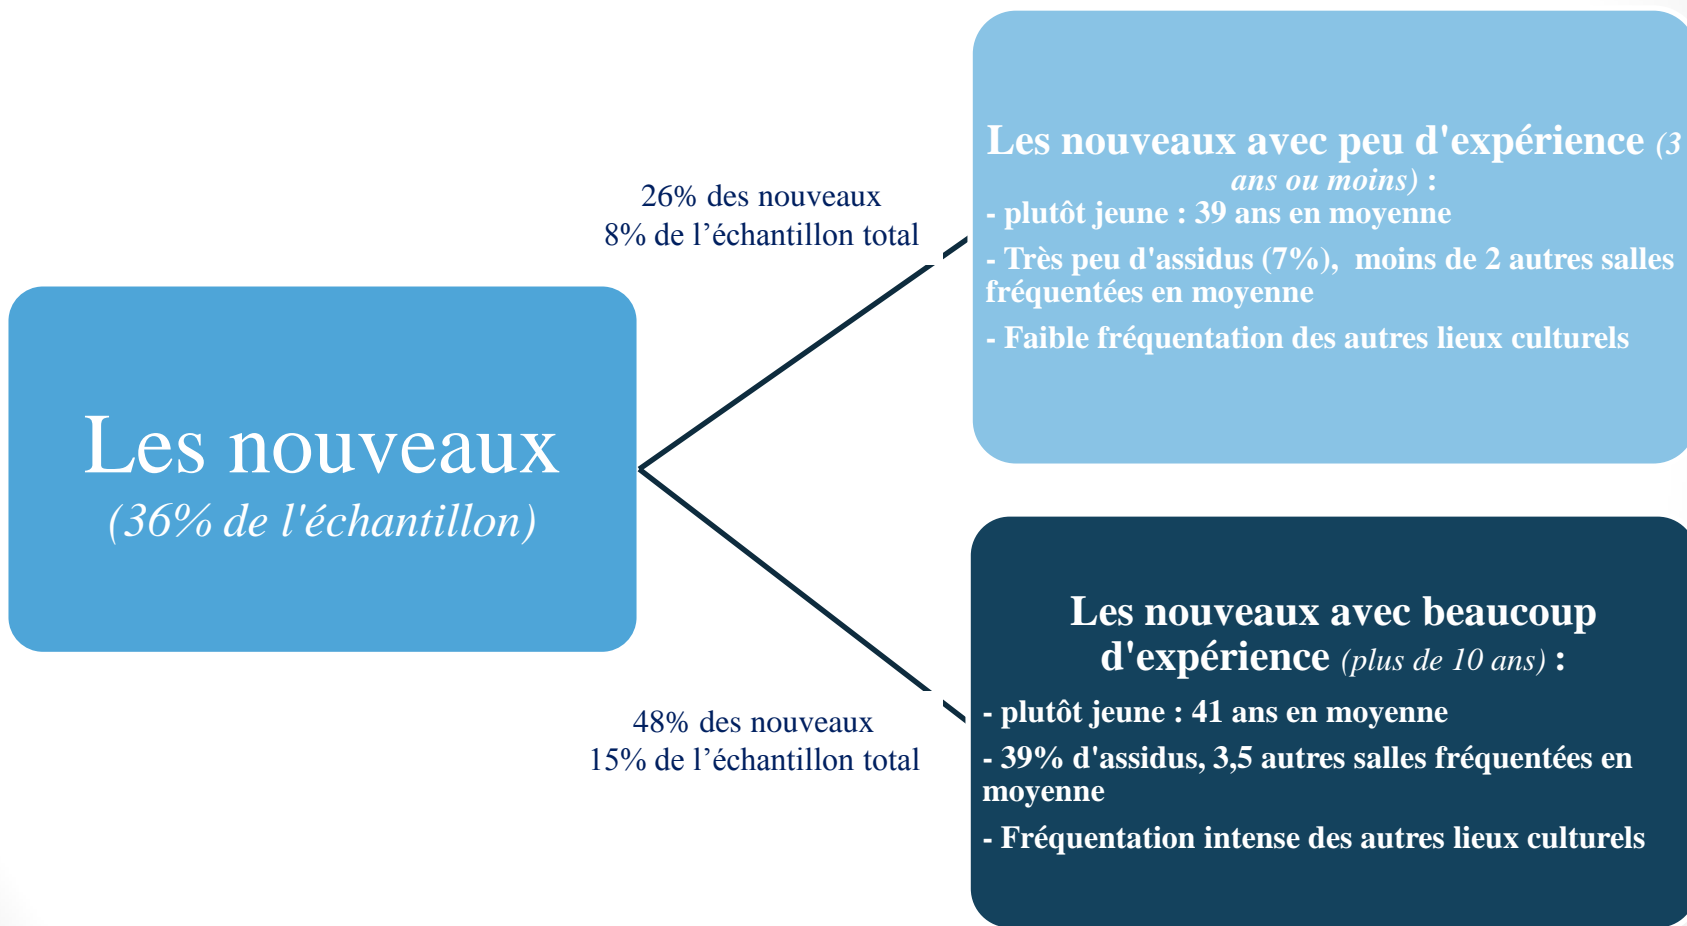 Les nouveaux
(36% de l'échantillon)
26% des nouveaux
8% de l’échantillon total
Les nouveaux avec peu d'expérience (3
ans ou moins) :
- plutôt jeune : 39 ans en moyenne
- Très peu d'assidus (7%), moins de 2 autres salles
fréquentées en moyenne
- Faible fréquentation des autres lieux culturels
48% des nouveaux
15% de l’échantillon total
Les nouveaux avec beaucoup
d'expérience (plus de 10 ans) :
- plutôt jeune : 41 ans en moyenne
- 39% d'assidus, 3,5 autres salles fréquentées en
moyenne
- Fréquentation intense des autres lieux culturels